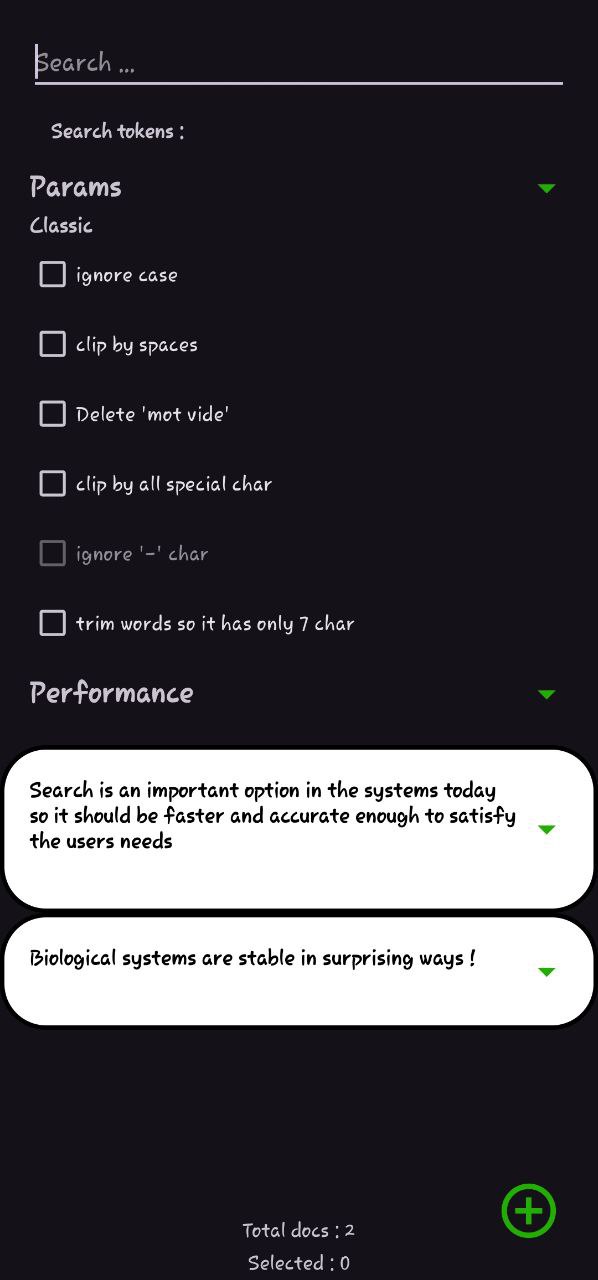 Search ...
Search tokens :
Params
Classic
ignore case
clip by spaces
Delete 'mot vide'
clip by all special char
ignore '-' char
trim words so it has only 7 char
Performance
Search is an important option in the systems today
so it should be faster and accurate enough to satisfy
the users needs
Biological systems are stable in surprising ways !
Total docs : 2
Selected : 0